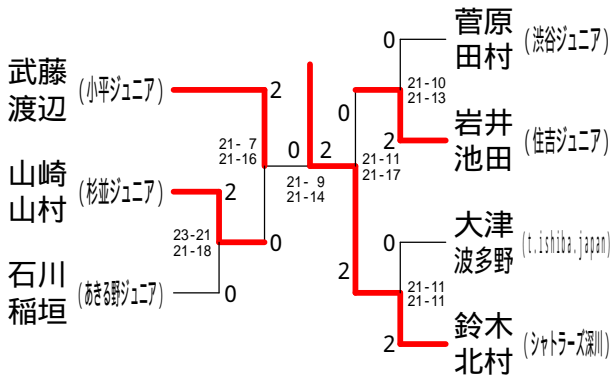 武藤
渡辺
(小平ジュニア)
2
21- 7
21-16
山崎
山村
(杉並ジュニア)
2
23-21
21-18
0
石川
稲垣
(あきる野ジュニア)
0
0
2
21- 9
21-14
菅原
田村
(渋谷ジュニア)
0
21-10
21-13
0
岩井
池田
(住吉ジュニア)
2
21-11
21-17
大津
波多野
(t.ishiba.japan)
0
21-11
21-11
2
鈴木
北村
(シャトラーズ深川)
2